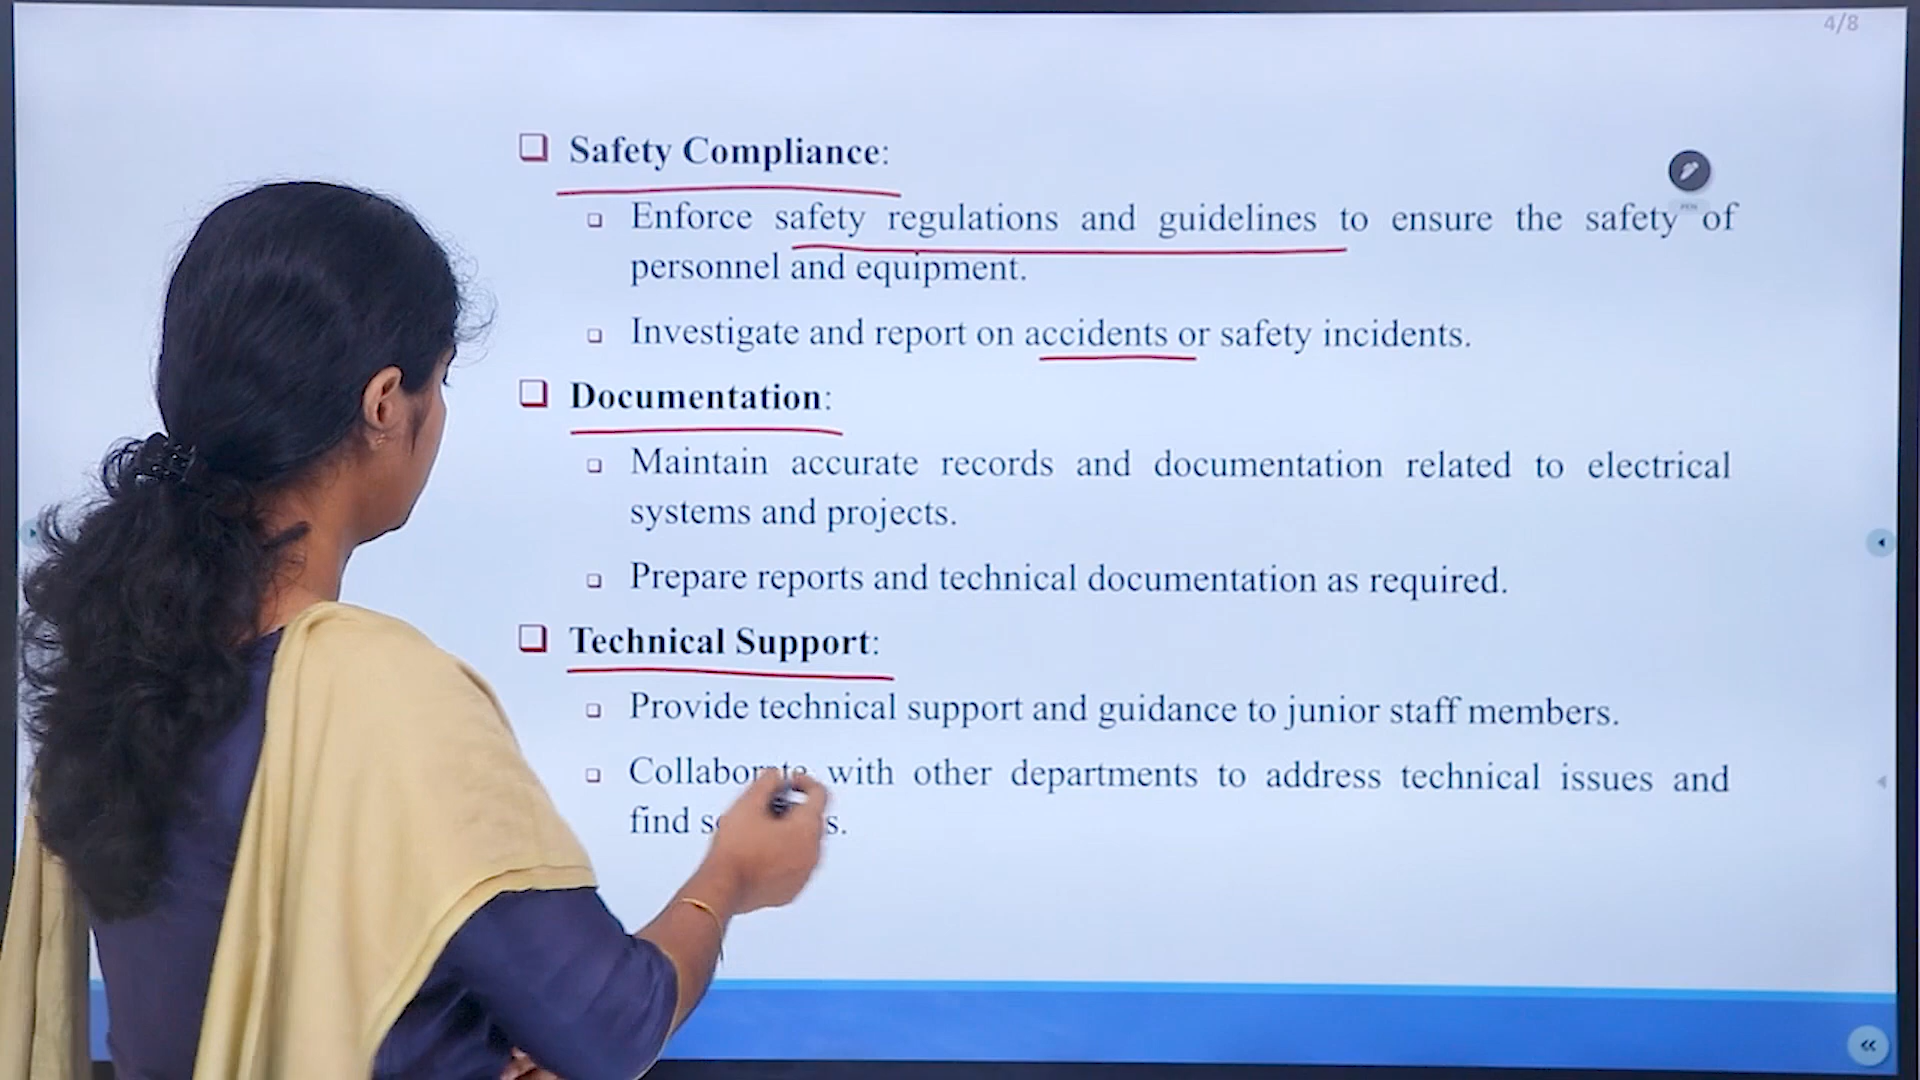 4/8
Safety Compliance:
PEN
Enforce safety regulations and guidelines to ensure the safety of
personnel and equipment.
Investigate and report on accidents or safety incidents.
Documentation:
Maintain accurate records and documentation related to electrical
systems and projects.
Prepare reports and technical documentation as required.
Technical Support:
Provide technical support and guidance to junior staff members.
Collaborate with other departments to address technical issues and
find